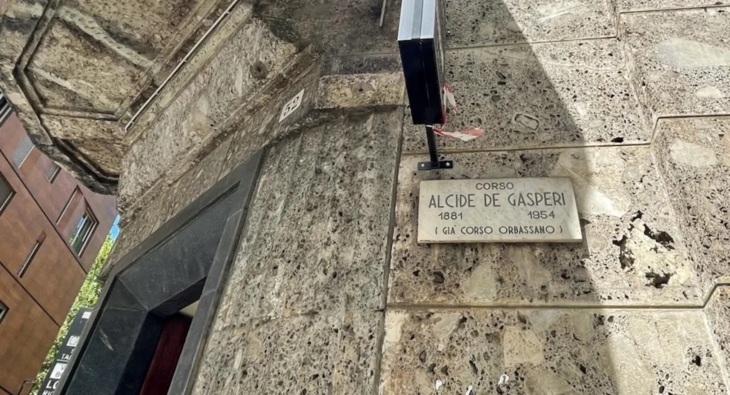 CORSO
ALCIDE DE GASPERI
1881 1954
( GIÀ CORSO ORBASSANO )